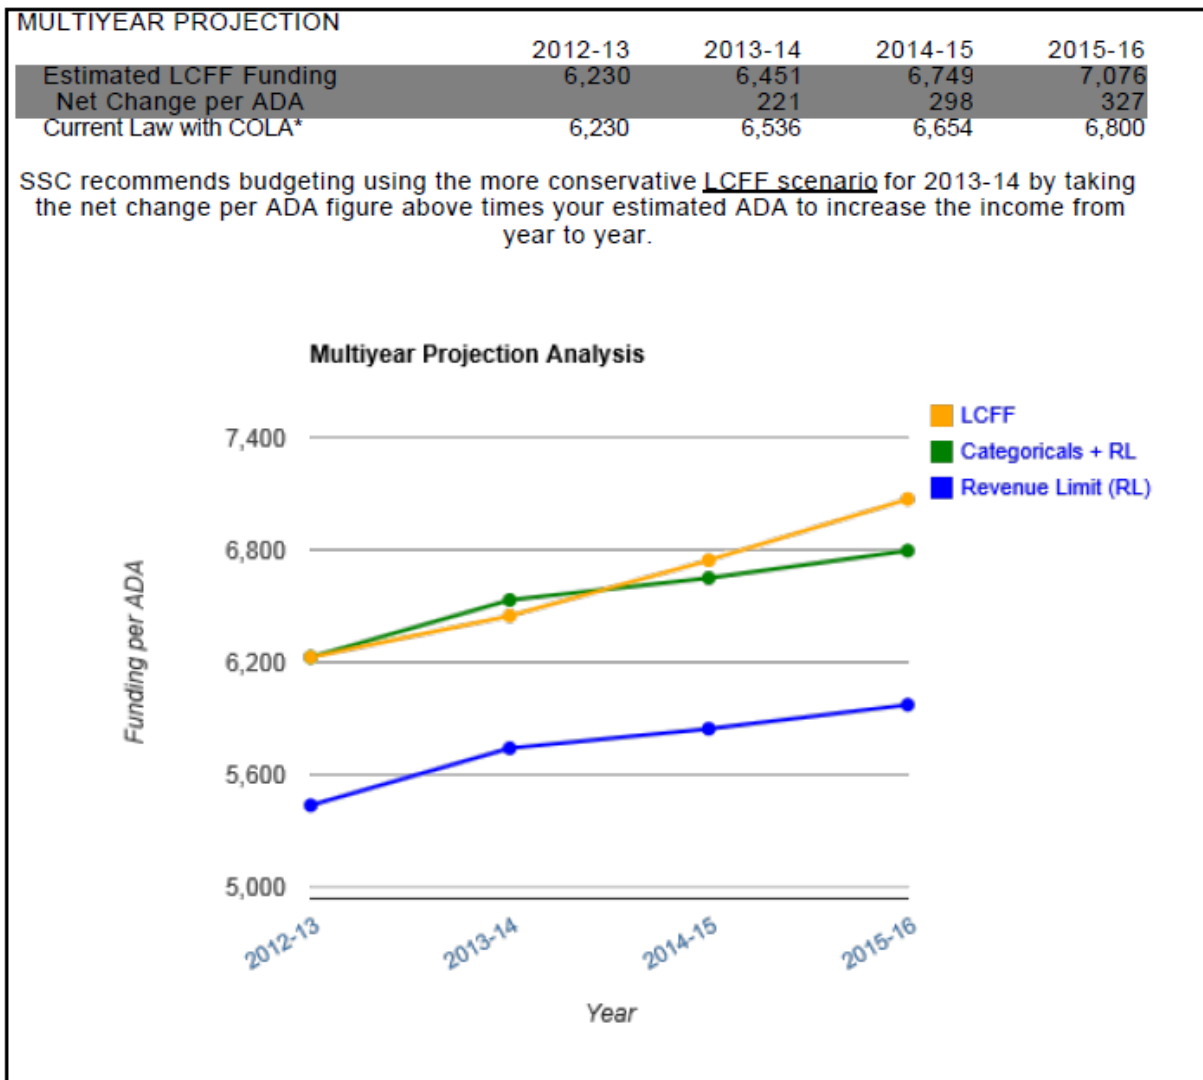 MULTIYEAR PROJECTION
2012-13 2013-14 2014-15 2015-16
Estimated LCFF Funding 6,230 6,451 6,749 7,076
Net Change per ADA 221 298 327
Current Law with COLA* 6,230 6,536 6,654 6,800
SSC recommends budgeting using the more conservative LCFF scenario for 2013-14 by taking
the net change per ADA figure above times your estimated ADA to increase the income from
year to year.
Multiyear Projection Analysis
LCFF
Categoricals + RL
Revenue Limit (RL)
7,400
6,800
6,200
5,600
5,000
Funding per ADA
2012-13 2013-14 2014-15 2015-16
Year